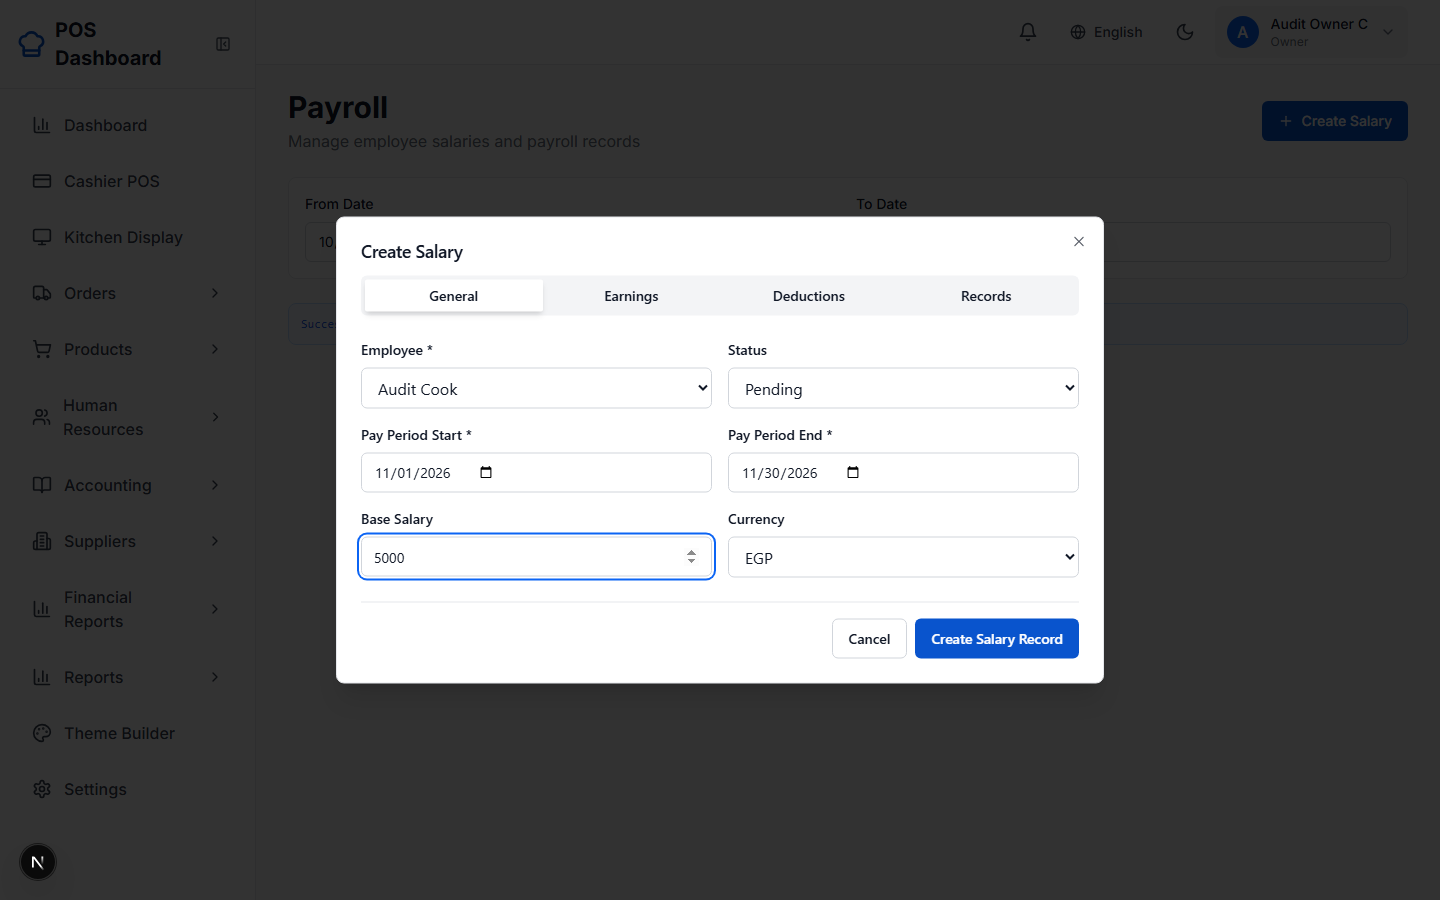 POS
Dashboard
English
A
Audit Owner C
Owner
Dashboard
Cashier POS
Kitchen Display
Orders
Products
Human
Resources
Accounting
Suppliers
Financial
Reports
Reports
Theme Builder
Settings
N
Payroll
Manage employee salaries and payroll records
+ Create Salary
From Date
To Date
10/
Succe
Create Salary
General
Earnings
Deductions
Records
Employee *
Status
Audit Cook
Pending
Pay Period Start *
Pay Period End *
11/01/2026
11/30/2026
Base Salary
Currency
5000
EGP
Cancel
Create Salary Record